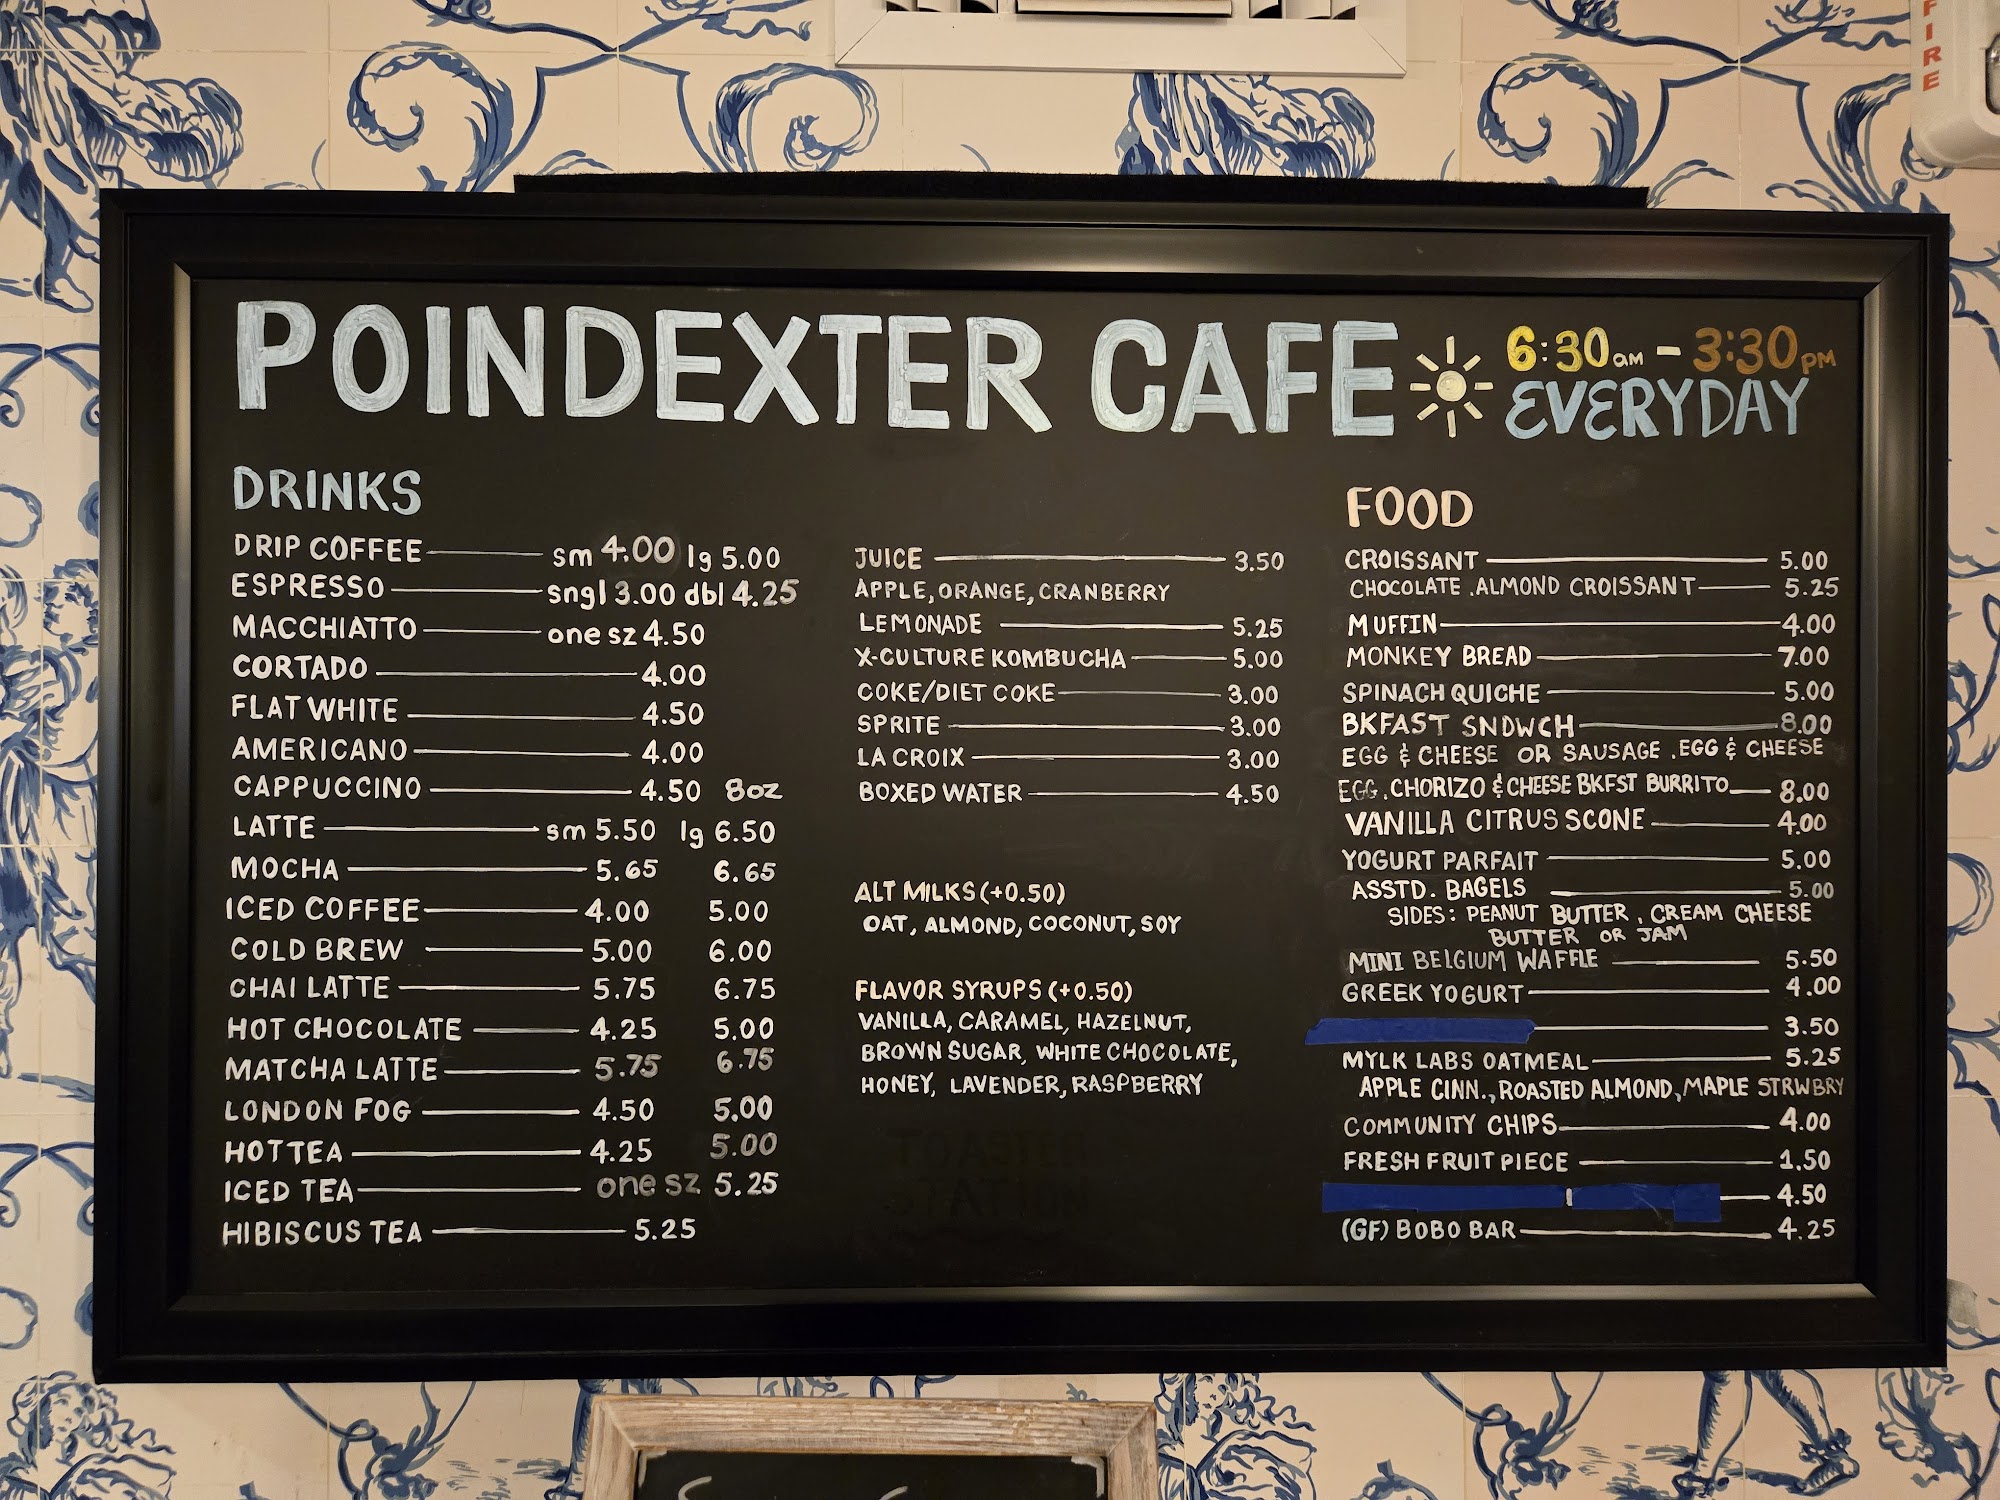 FIRE
POINDEXTER CAFE
6:30am - 3:30pm
EVERYDAY
DRINKS
DRIP COFFEE sm 4.00 lg 5.00
ESPRESSO sngl 3.00 dbl 4.25
MACCHIATTO one sz 4.50
CORTADO 4.00
FLAT WHITE 4.50
AMERICANO 4.00
CAPPUCCINO 4.50 8oz
LATTE sm 5.50 lg 6.50
MOCHA 5.65 6.65
ICED COFFEE 4.00 5.00
COLD BREW 5.00 6.00
CHAI LATTE 5.75 6.75
HOT CHOCOLATE 4.25 5.00
MATCHA LATTE 5.75 6.75
LONDON FOG 4.50 5.00
HOT TEA 4.25 5.00
ICED TEA one sz 5.25
HIBISCUS TEA 5.25
JUICE 3.50
APPLE, ORANGE, CRANBERRY
LEMONADE 5.25
X-CULTURE KOMBUCHA 5.00
COKE/DIET COKE 3.00
SPRITE 3.00
LA CROIX 3.00
BOXED WATER 4.50
ALT MILKS (+0.50)
OAT, ALMOND, COCONUT, SOY
FLAVOR SYRUPS (+0.50)
VANILLA, CARAMEL, HAZELNUT,
BROWN SUGAR, WHITE CHOCOLATE,
HONEY, LAVENDER, RASPBERRY
FOOD
CROISSANT 5.00
CHOCOLATE , ALMOND CROISSANT 5.25
MUFFIN 4.00
MONKEY BREAD 7.00
SPINACH QUICHE 5.00
BKFAST SNDWCH 8.00
EGG & CHEESE OR SAUSAGE , EGG & CHEESE
EGG , CHORIZO & CHEESE BKFST BURRITO 8.00
VANILLA CITRUS SCONE 4.00
YOGURT PARFAIT 5.00
ASSTD. BAGELS 5.00
SIDES: PEANUT BUTTER , CREAM CHEESE
BUTTER OR JAM
MINI BELGIUM WAFFLE 5.50
GREEK YOGURT 4.00
3.50
MYLK LABS OATMEAL 5.25
APPLE CINN., ROASTED ALMOND, MAPLE STRWBRY
COMMUNITY CHIPS 4.00
FRESH FRUIT PIECE 1.50
4.50
(GF) BOBO BAR 4.25